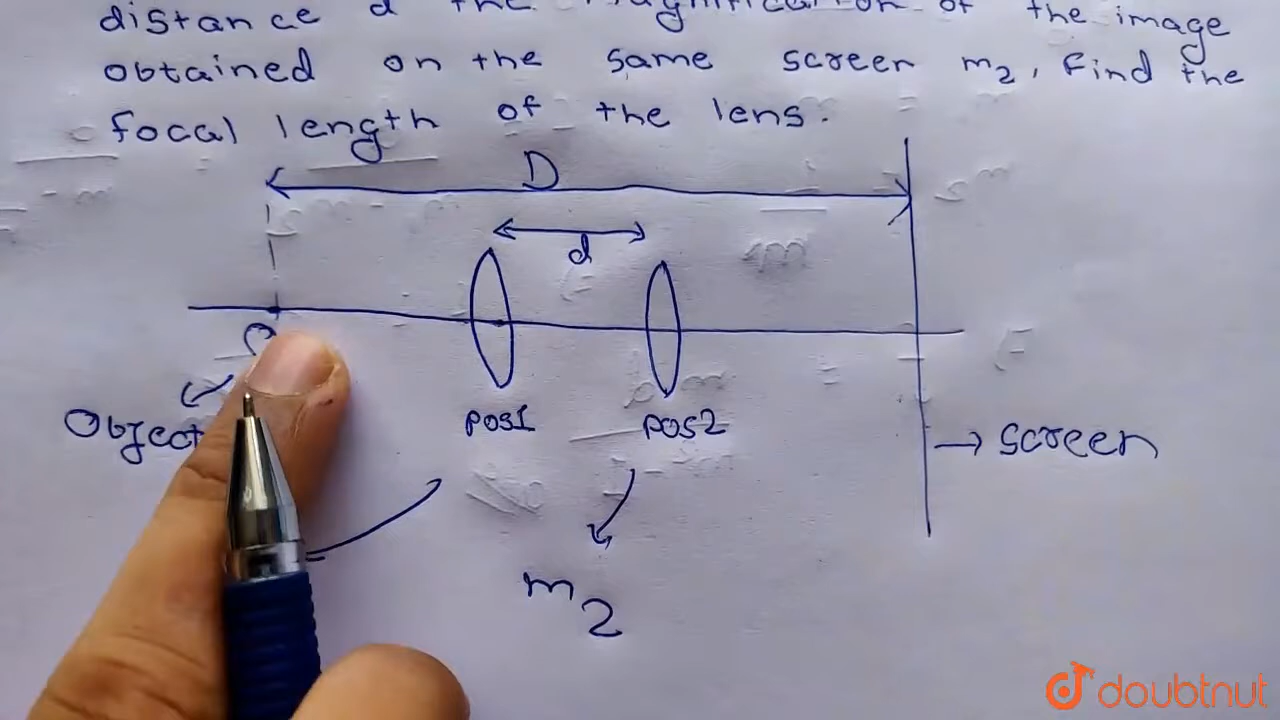 distance d the magnification of the image
obtained on the same screen m2, Find the
focal length of the lens.
D
d
Object
pos1
pos2
→ screen
m2
doubtnut